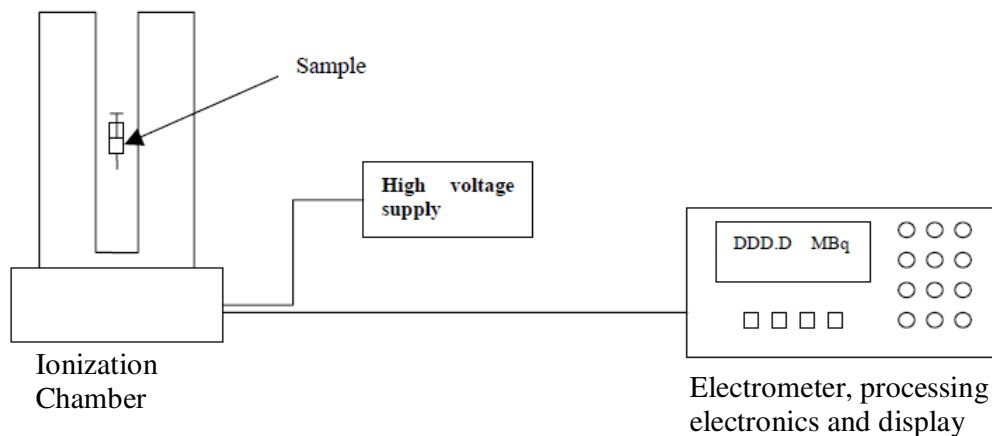 Sample
High voltage
supply
DDD.D MBq
Ionization
Chamber
Electrometer, processing
electronics and display